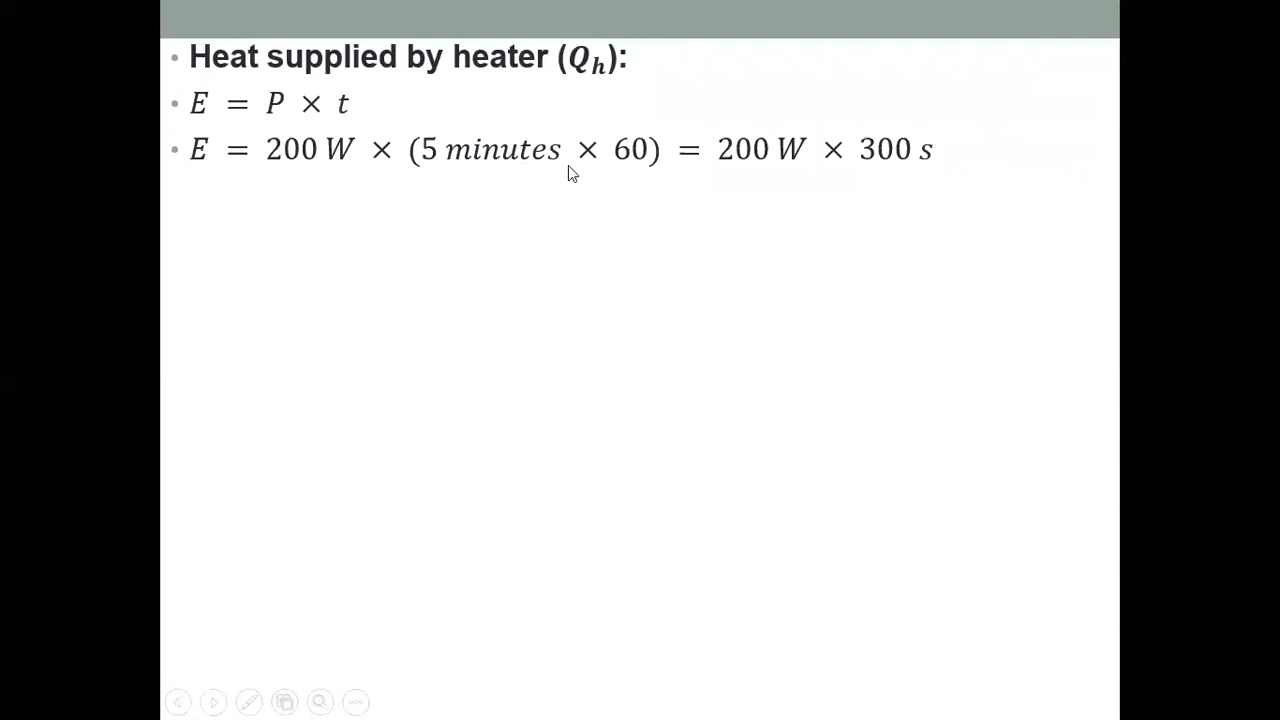 • Heat supplied by heater (Qₕ):
• E = P × t
• E = 200 W × (5 minutes × 60) = 200 W × 300 s